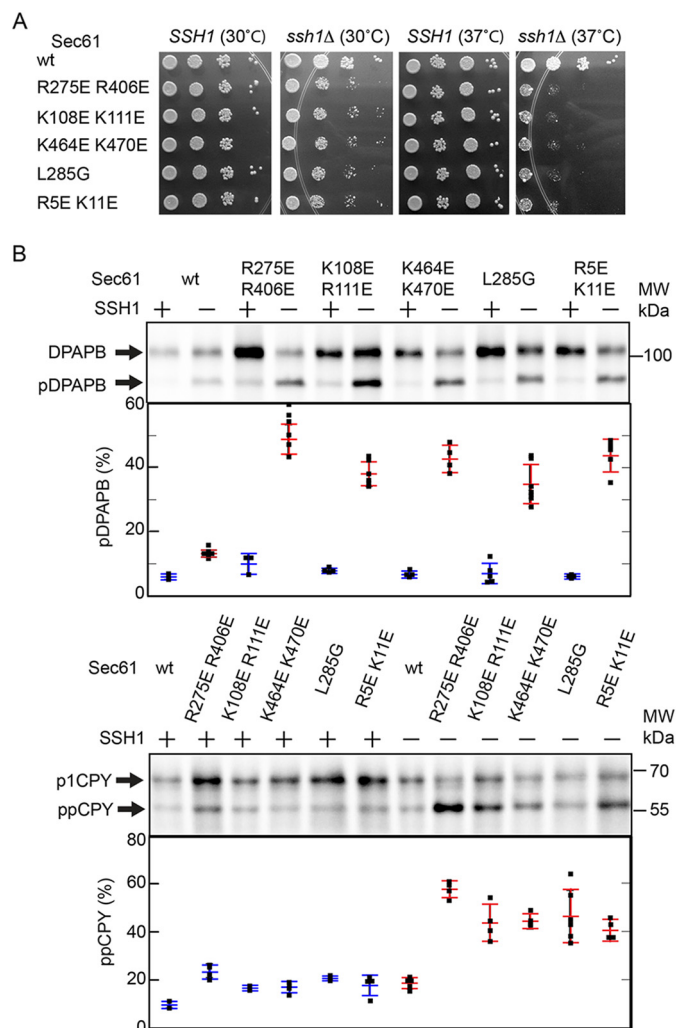 A
Sec61
SSH1 (30°C) ssh1Δ (30°C) SSH1 (37°C) ssh1Δ (37°C)
wt
R275E R406E
K108E K111E
K464E K470E
L285G
R5E K11E
B
Sec61 wt R275E R406E K108E R111E K464E K470E L285G R5E K11E MW kDa
SSH1 + − + − + − + − + − + −
DPAPB 100
pDPAPB
pDPAPB (%)
60
40
20
0
Sec61 wt R275E R406E K108E R111E K464E K470E L285G R5E K11E wt R275E R406E K108E R111E K464E K470E L285G R5E K11E MW kDa
SSH1 + + + + + + − − − − − −
p1CPY 70
ppCPY 55
ppCPY (%)
80
60
40
20
0